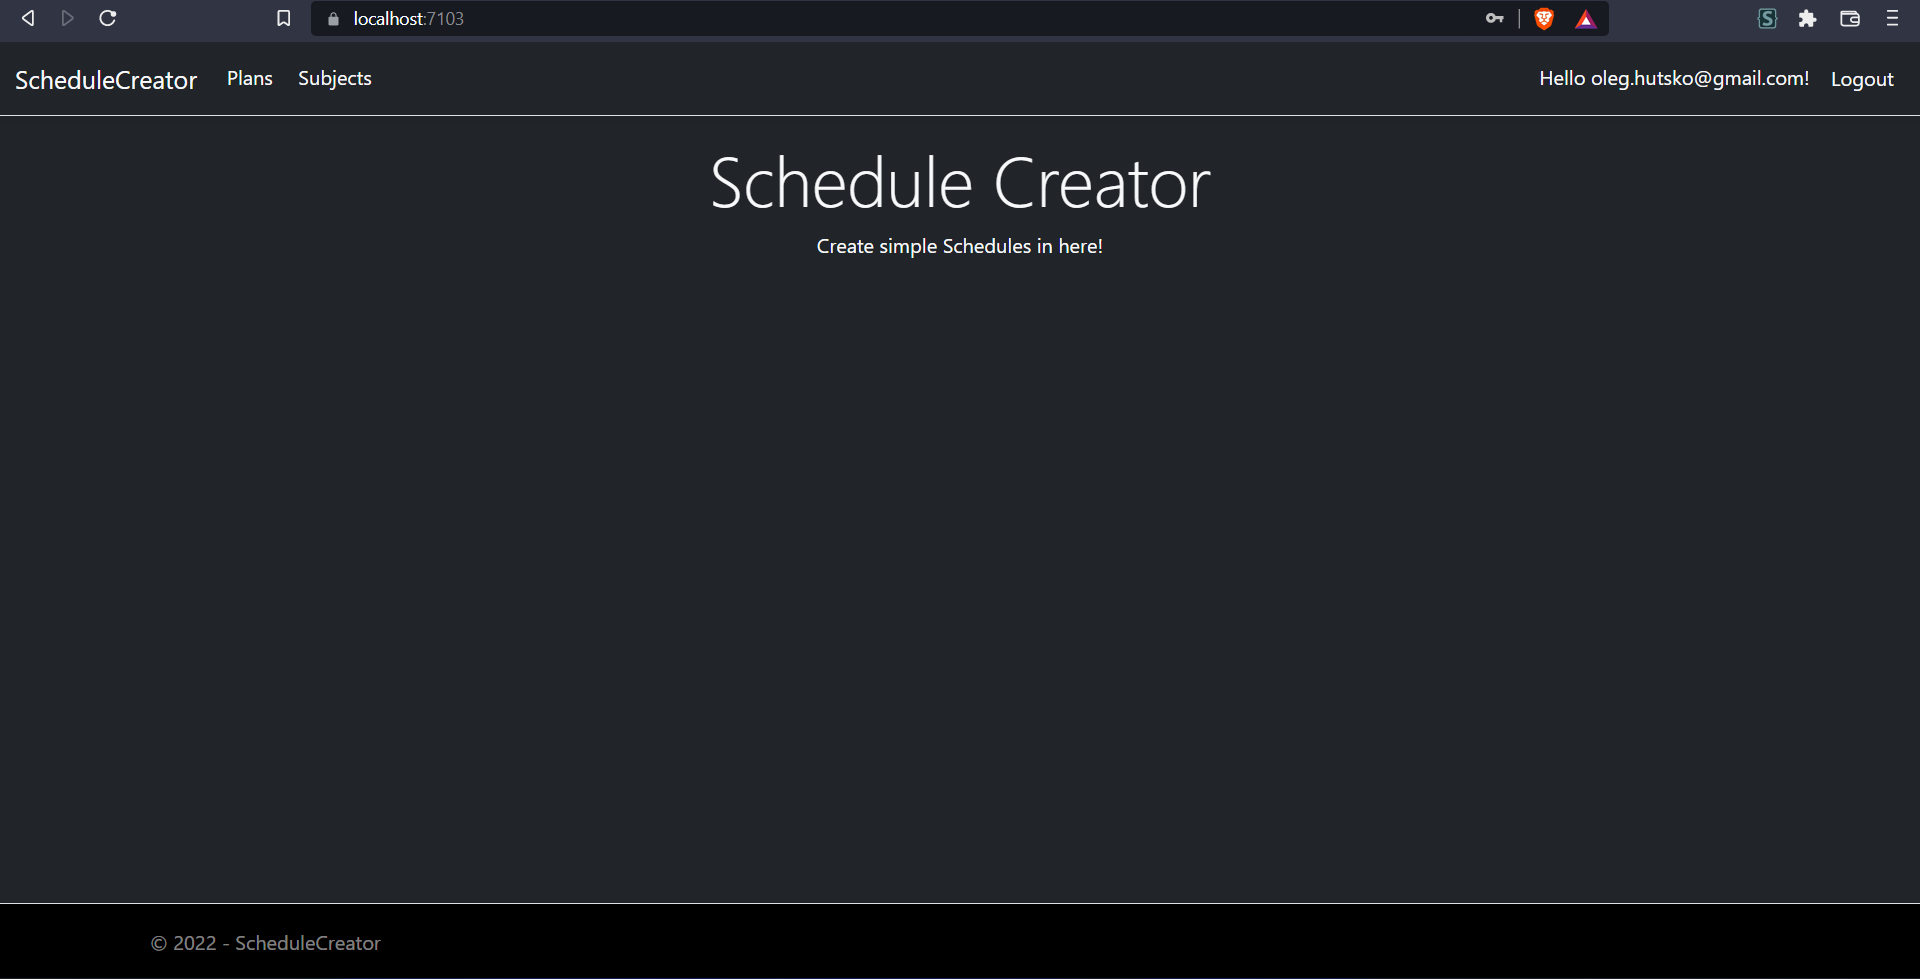 localhost:7103
ScheduleCreator Plans Subjects Hello oleg.hutsko@gmail.com! Logout
Schedule Creator
Create simple Schedules in here!
© 2022 - ScheduleCreator